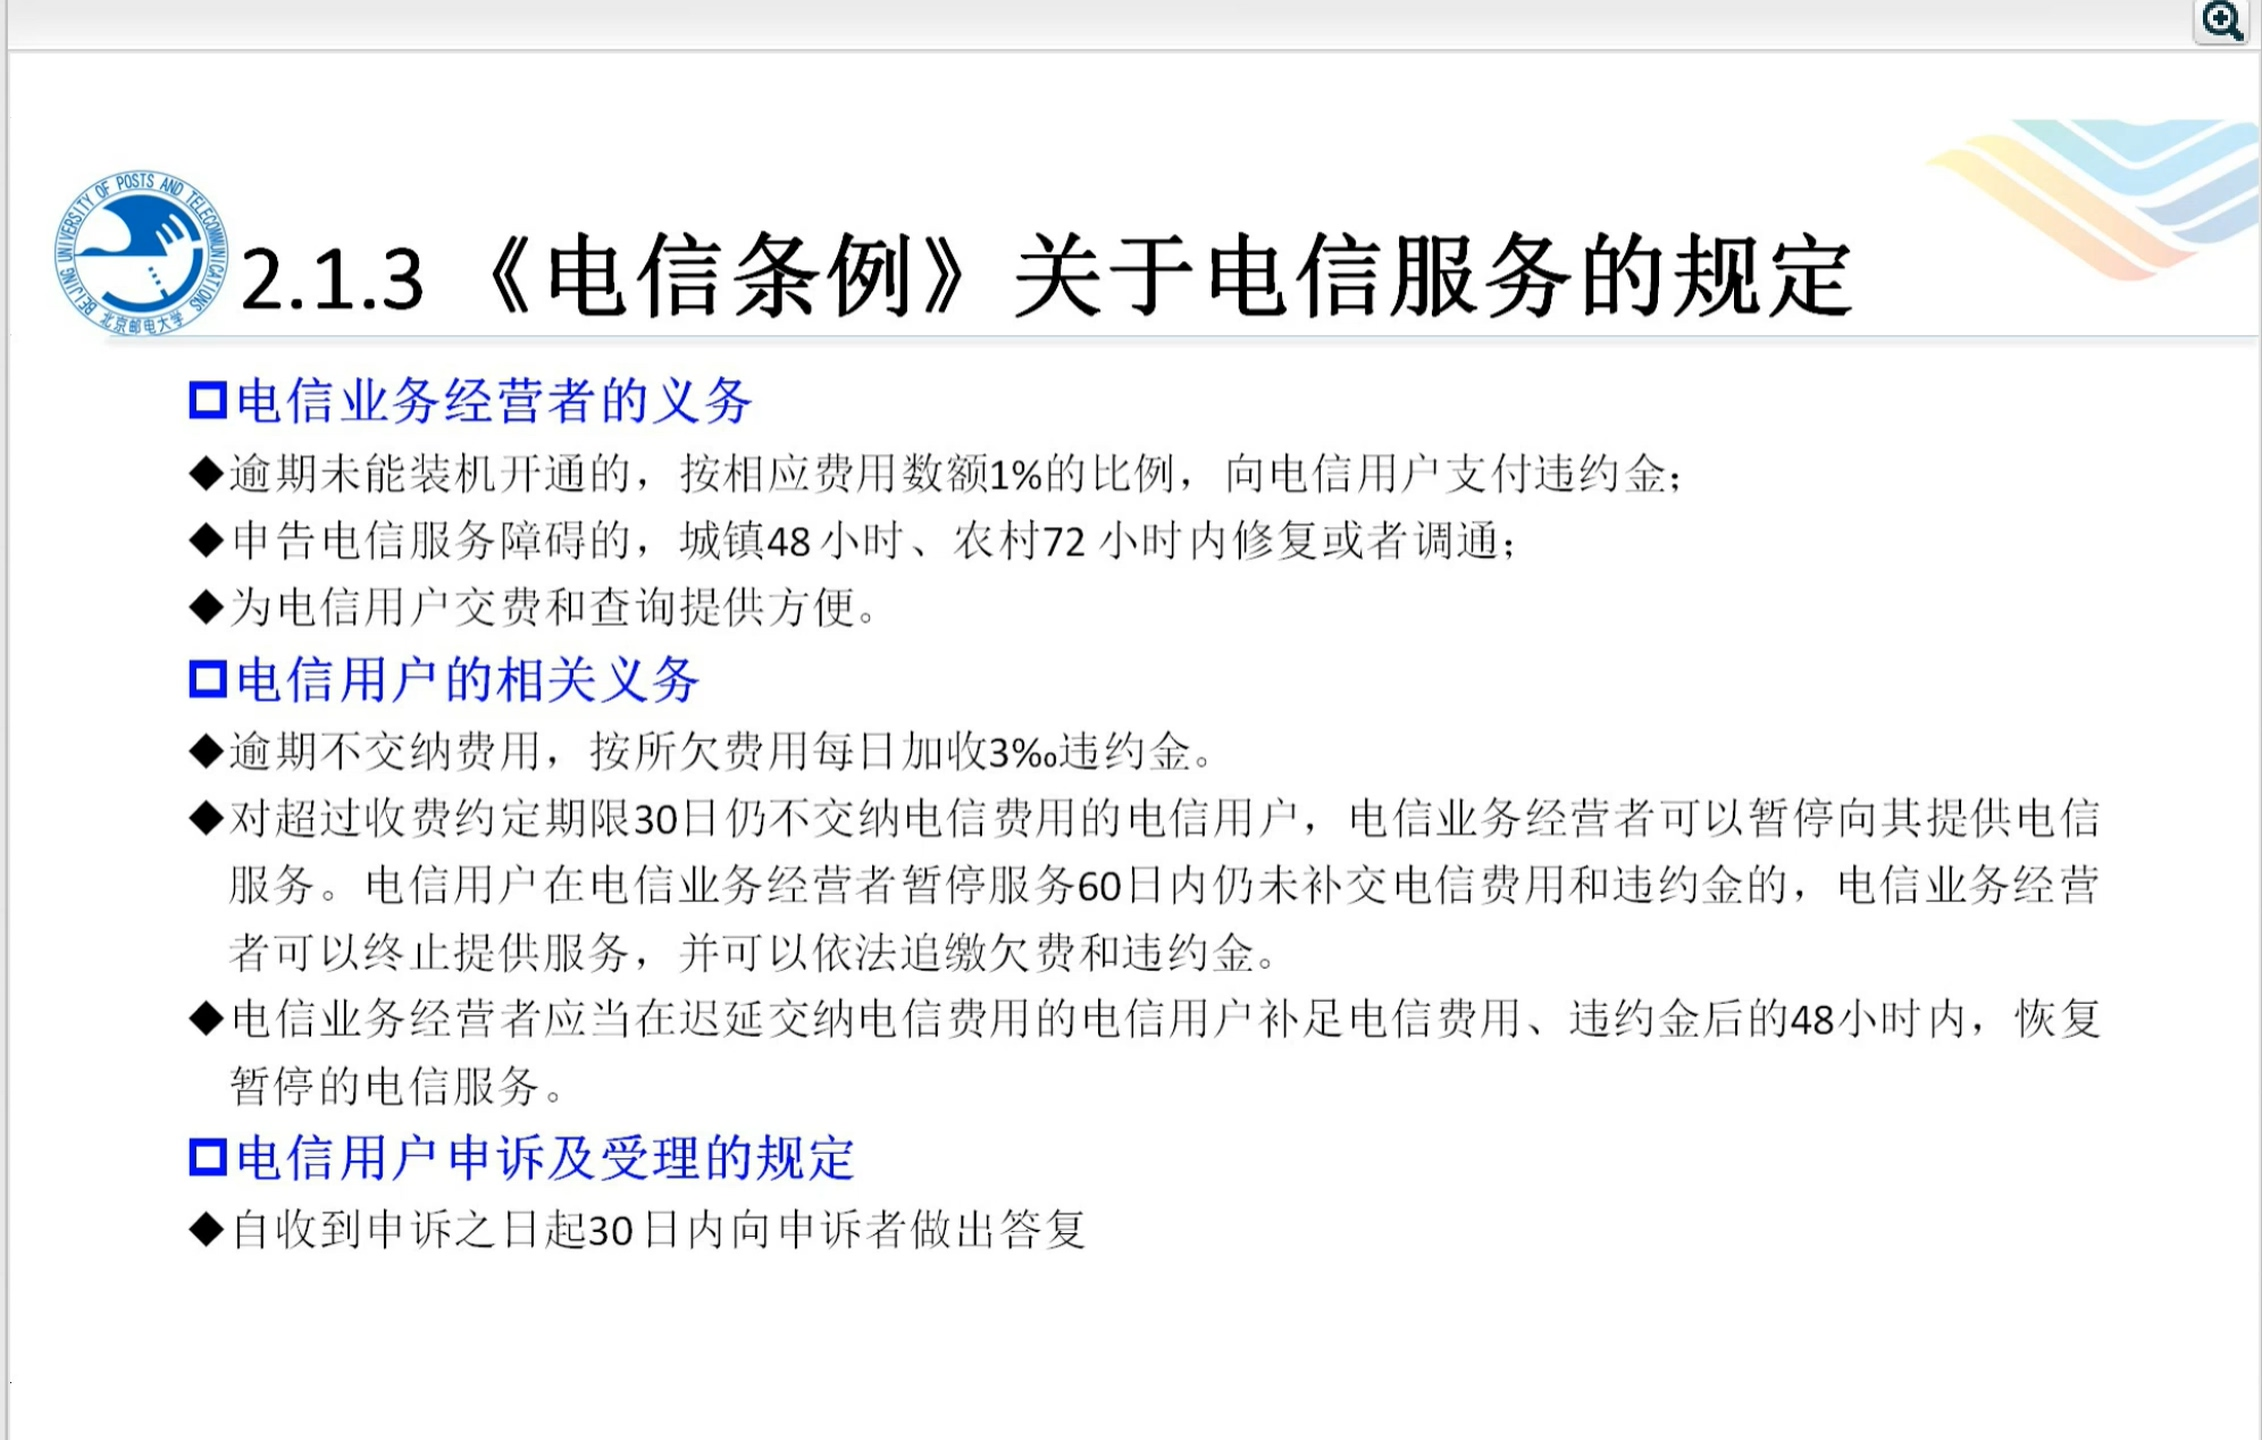 BEIJING UNIVERSITY OF POSTS AND TELECOMMUNICATIONS
北京邮电大学
2.1.3 《电信条例》关于电信服务的规定
电信业务经营者的义务
◆逾期未能装机开通的，按相应费用数额1%的比例，向电信用户支付违约金；
◆申告电信服务障碍的，城镇48小时、农村72 小时内修复或者调通；
◆为电信用户交费和查询提供方便。
电信用户的相关义务
◆逾期不交纳费用，按所欠费用每日加收3‰违约金。
◆对超过收费约定期限30日仍不交纳电信费用的电信用户，电信业务经营者可以暂停向其提供电信
服务。电信用户在电信业务经营者暂停服务60日内仍未补交电信费用和违约金的，电信业务经营
者可以终止提供服务，并可以依法追缴欠费和违约金。
◆电信业务经营者应当在迟延交纳电信费用的电信用户补足电信费用、违约金后的48小时内，恢复
暂停的电信服务。
电信用户申诉及受理的规定
◆自收到申诉之日起30日内向申诉者做出答复